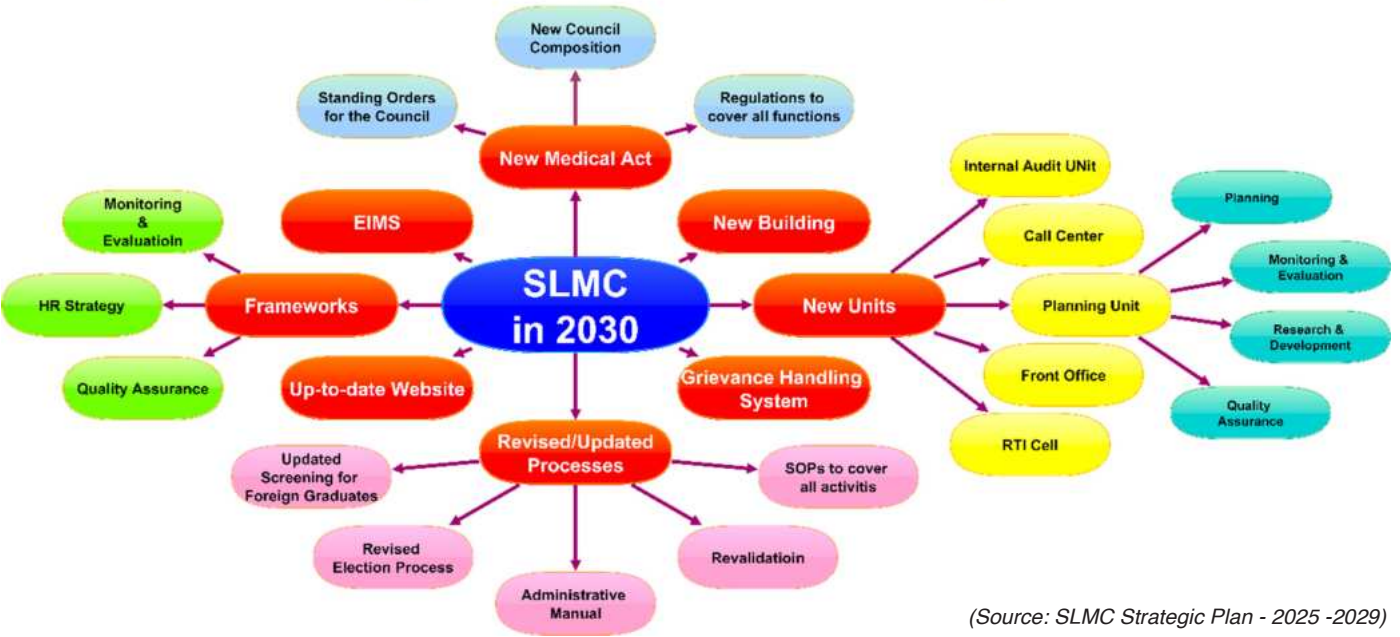 New Council
Composition
Standing Orders
for the Council
Regulations to
cover all functions
New Medical Act
Internal Audit UNit
Monitoring
&
Evaluatioln
EIMS
New Building
Call Center
Planning
SLMC
in 2030
Monitoring &
Evaluation
HR Strategy
Frameworks
New Units
Planning Unit
Research &
Development
Quality Assurance
Up-to-date Website
Grievance Handling
System
Front Office
Quality
Assurance
Revised/Updated
Processes
RTI Cell
Updated
Screening for
Foreign Graduates
SOPs to cover
all activitis
Revised
Election Process
Revalidatioin
Administrative
Manual
(Source: SLMC Strategic Plan - 2025 -2029)